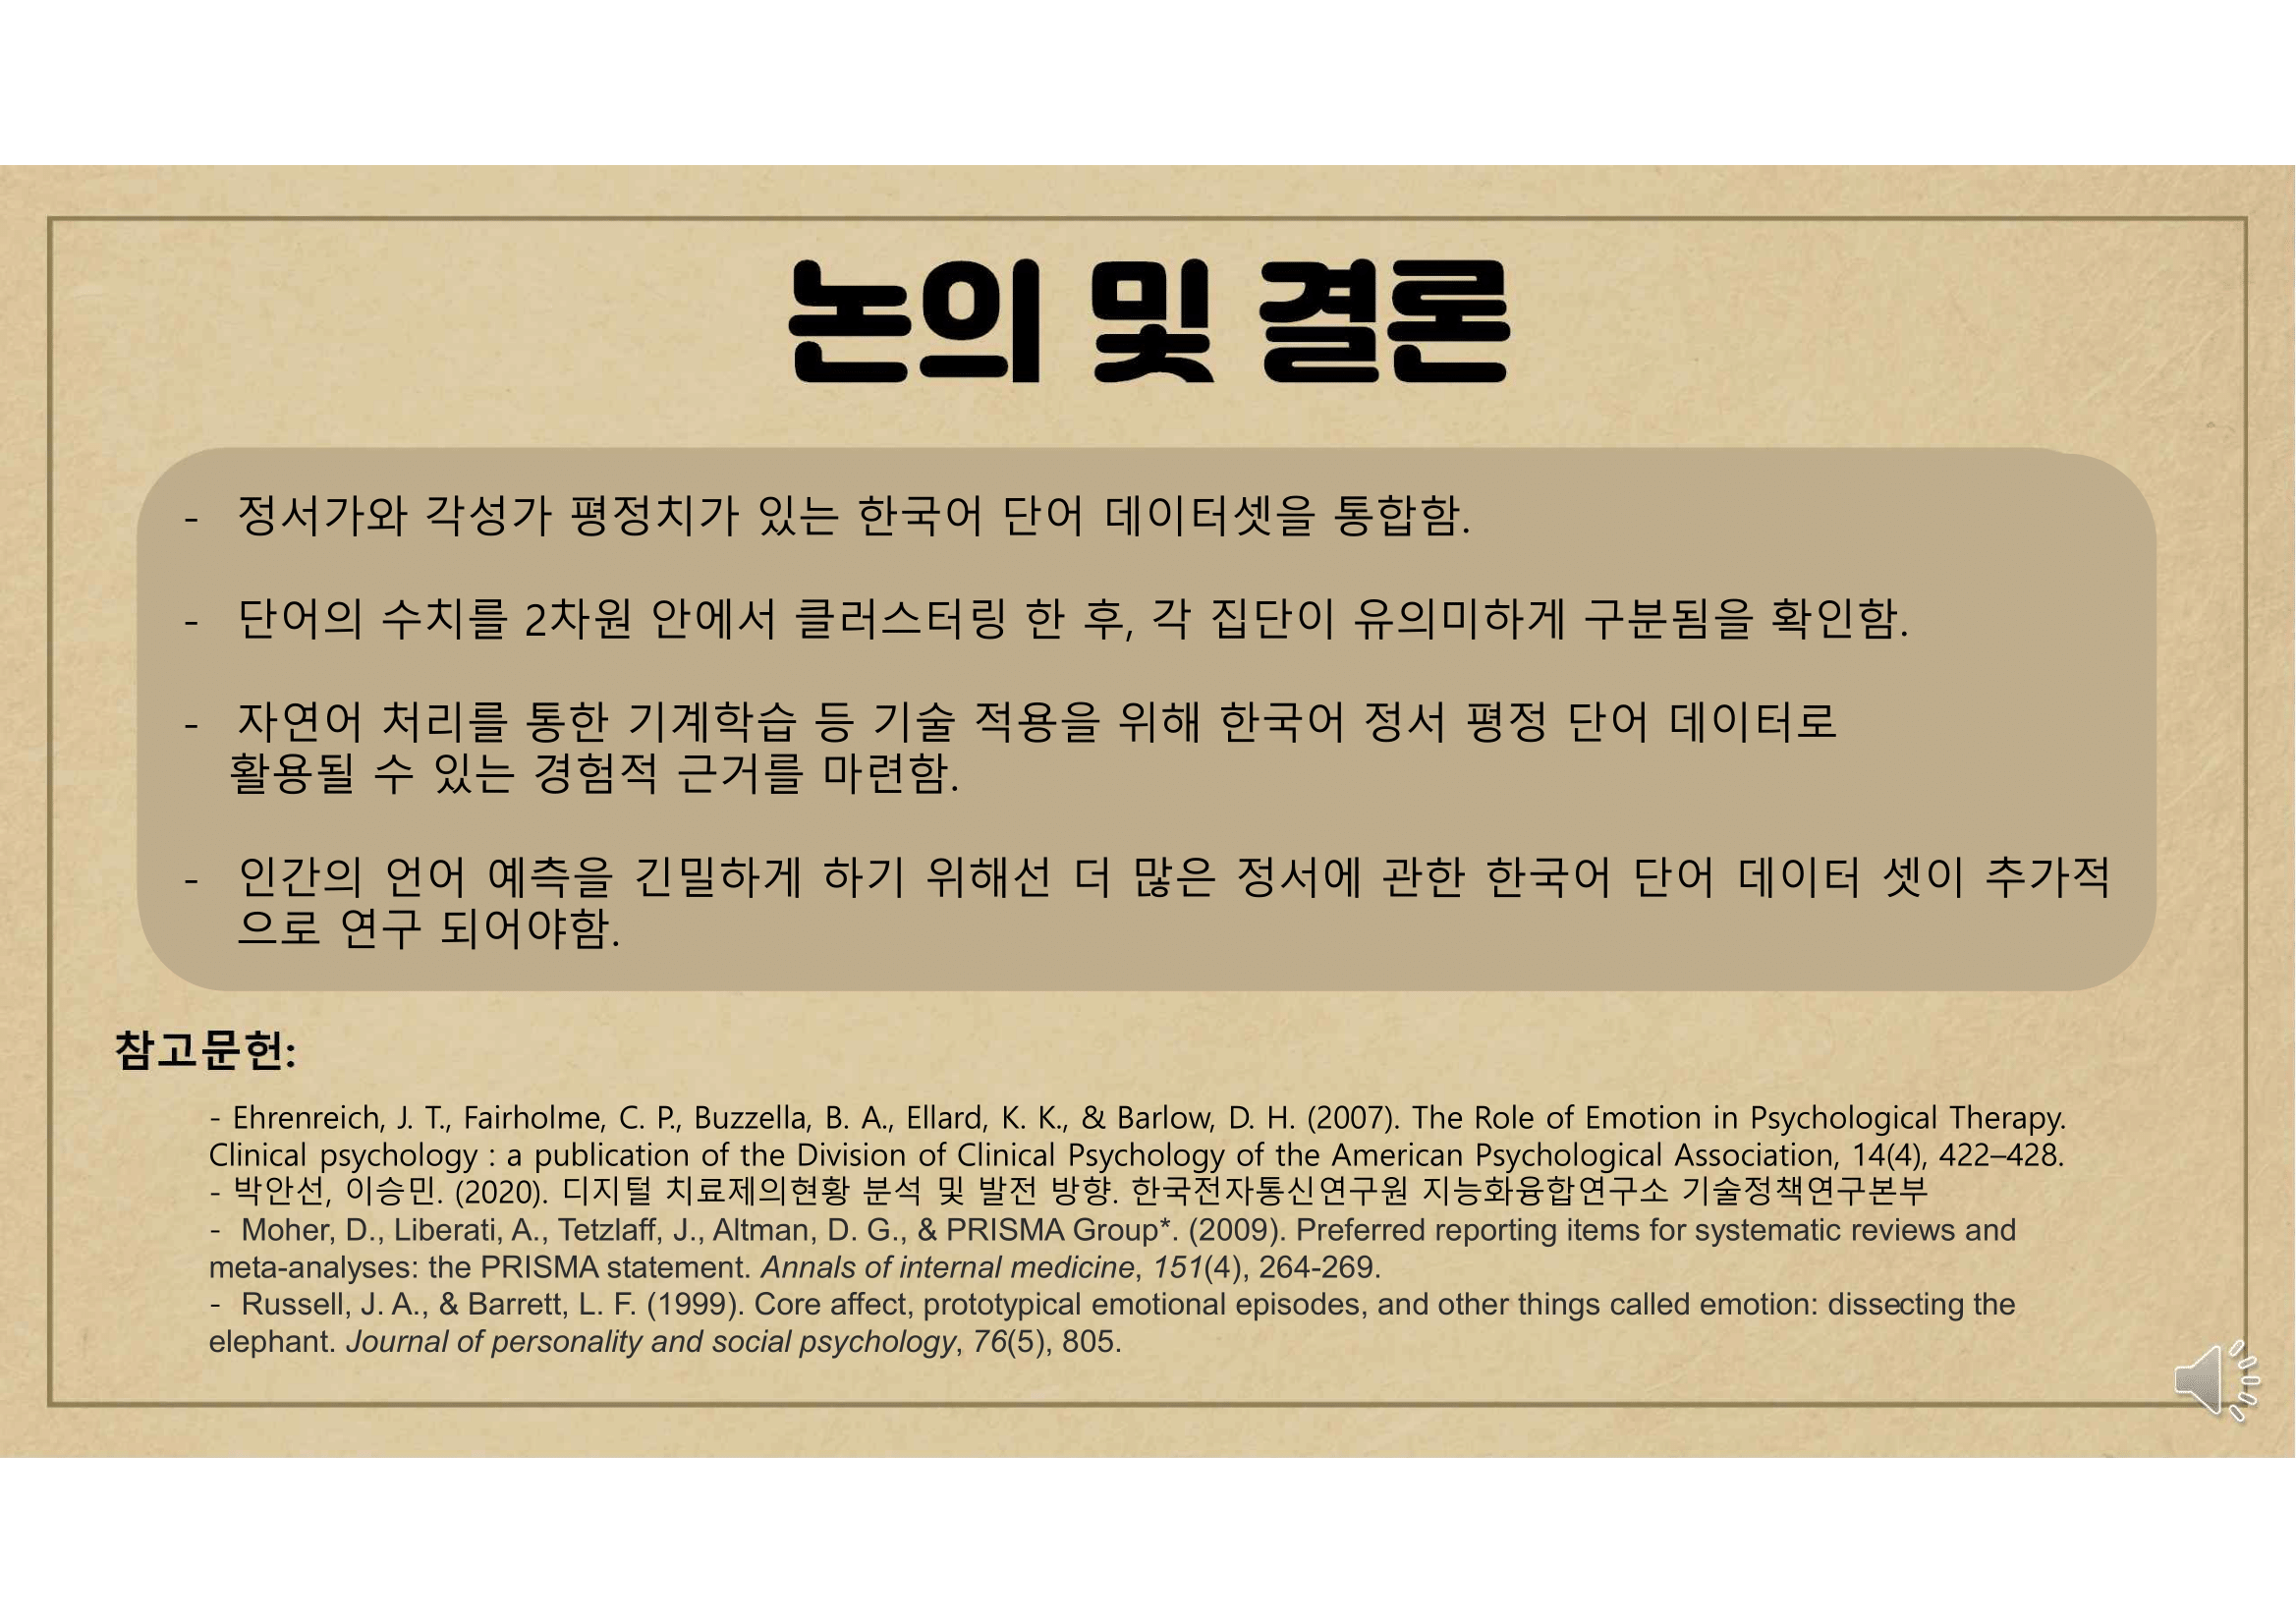 논의 및 결론
- 정서가와 각성가 평정치가 있는 한국어 단어 데이터셋을 통합함.
- 단어의 수치를 2차원 안에서 클러스터링 한 후, 각 집단이 유의미하게 구분됨을 확인함.
- 자연어 처리를 통한 기계학습 등 기술 적용을 위해 한국어 정서 평정 단어 데이터로
활용될 수 있는 경험적 근거를 마련함.
- 인간의 언어 예측을 긴밀하게 하기 위해선 더 많은 정서에 관한 한국어 단어 데이터 셋이 추가적
으로 연구 되어야함.
참고문헌:
- Ehrenreich, J. T., Fairholme, C. P., Buzzella, B. A., Ellard, K. K., & Barlow, D. H. (2007). The Role of Emotion in Psychological Therapy.
Clinical psychology : a publication of the Division of Clinical Psychology of the American Psychological Association, 14(4), 422–428.
- 박안선, 이승민. (2020). 디지털 치료제의현황 분석 및 발전 방향. 한국전자통신연구원 지능화융합연구소 기술정책연구본부
- Moher, D., Liberati, A., Tetzlaff, J., Altman, D. G., & PRISMA Group*. (2009). Preferred reporting items for systematic reviews and
meta-analyses: the PRISMA statement. Annals of internal medicine, 151(4), 264-269.
- Russell, J. A., & Barrett, L. F. (1999). Core affect, prototypical emotional episodes, and other things called emotion: dissecting the
elephant. Journal of personality and social psychology, 76(5), 805.